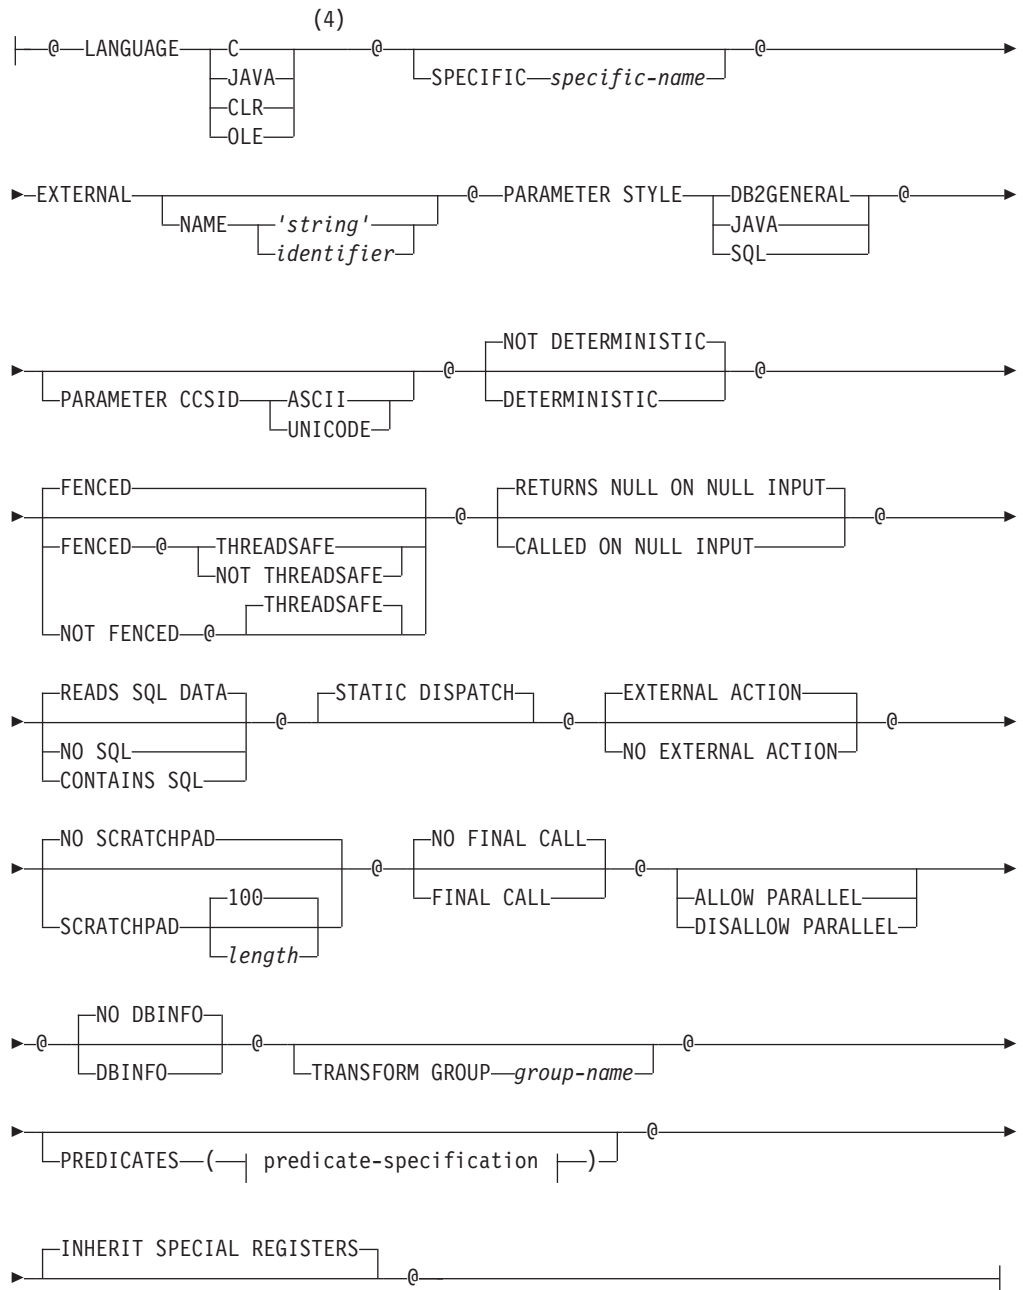 (4)
@ LANGUAGE C @ @
JAVA SPECIFIC specific-name
CLR
OLE
EXTERNAL @ PARAMETER STYLE DB2GENERAL @
NAME 'string' JAVA
identifier SQL
NOT DETERMINISTIC
@ @
PARAMETER CCSID ASCII DETERMINISTIC
UNICODE
FENCED RETURNS NULL ON NULL INPUT
@ @
FENCED @ THREADSAFE CALLED ON NULL INPUT
NOT THREADSAFE
THREADSAFE
NOT FENCED @
READS SQL DATA STATIC DISPATCH EXTERNAL ACTION
@ @ @
NO SQL NO EXTERNAL ACTION
CONTAINS SQL
NO SCRATCHPAD NO FINAL CALL
@ @
100 FINAL CALL ALLOW PARALLEL
SCRATCHPAD DISALLOW PARALLEL
length
NO DBINFO
@ @ @
DBINFO TRANSFORM GROUP group-name
@
PREDICATES ( predicate-specification )
INHERIT SPECIAL REGISTERS
@